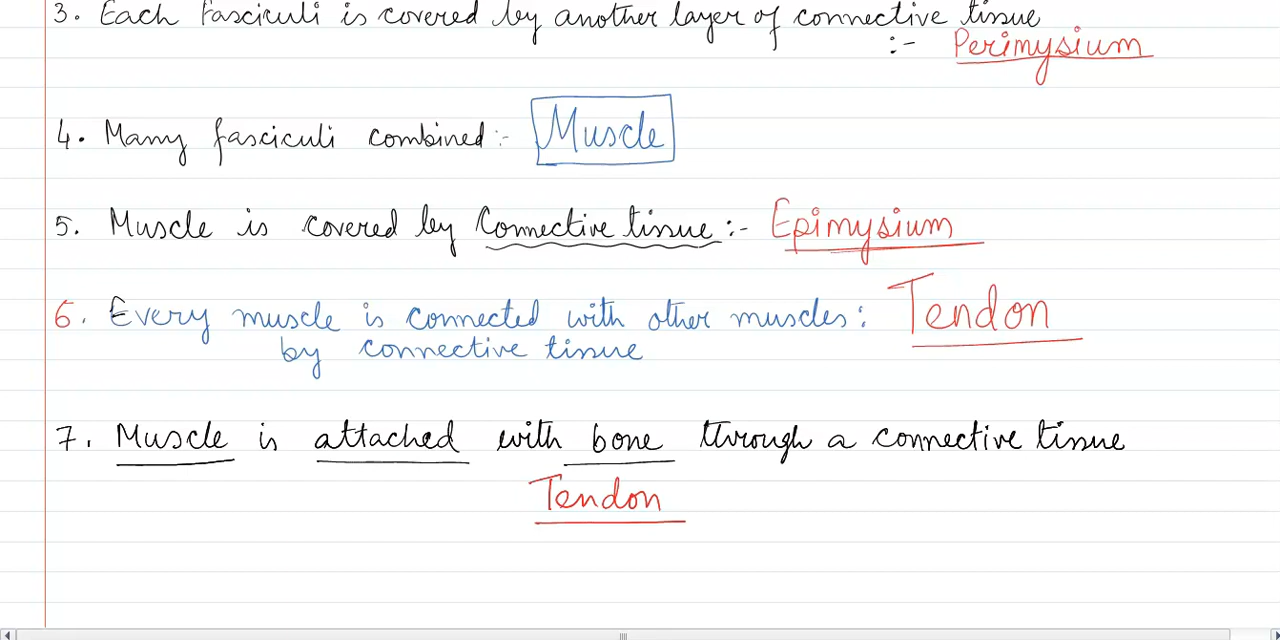 3. Each Fasciculi is covered by another layer of connective tissue
:- Perimysium
4. Many fasciculi combined :- Muscle
5. Muscle is covered by Connective tissue :- Epimysium
6. Every muscle is connected with other muscles : Tendon
by connective tissue
7. Muscle is attached with bone through a connective tissue
Tendon